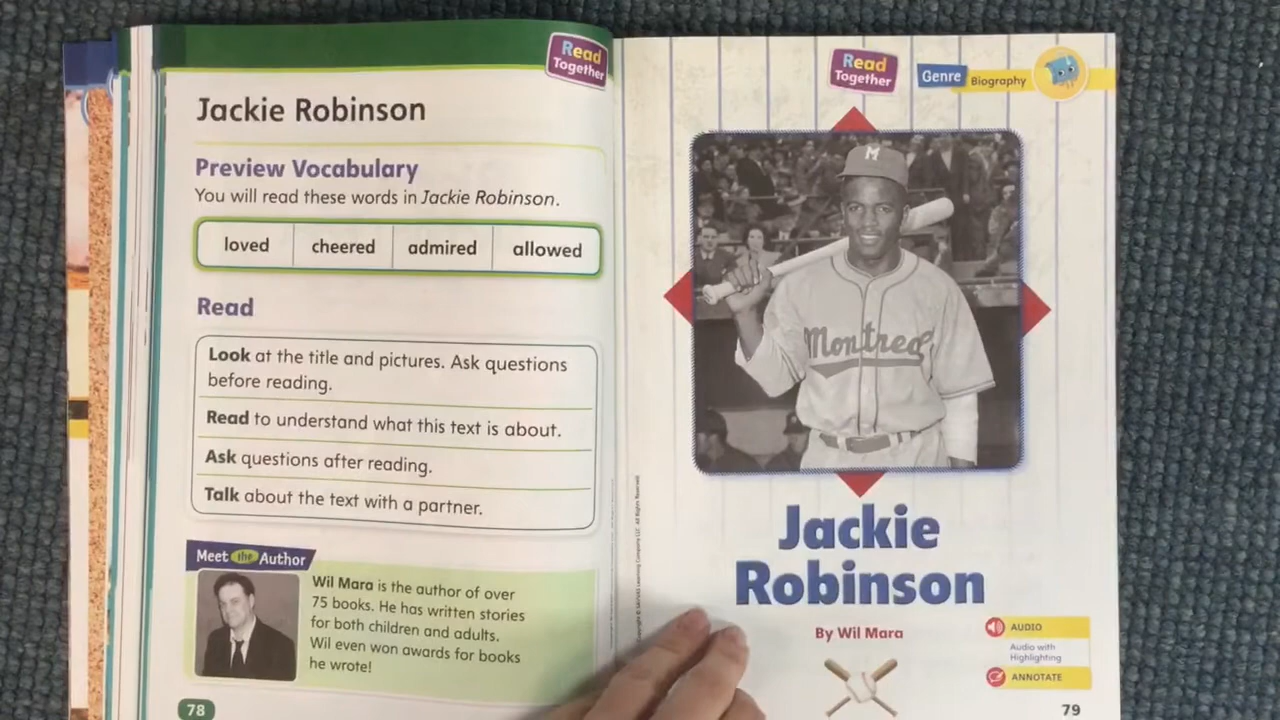 Read
Together
Jackie Robinson
Preview Vocabulary
You will read these words in Jackie Robinson.
loved cheered admired allowed
Read
Look at the title and pictures. Ask questions
before reading.
Read to understand what this text is about.
Ask questions after reading.
Talk about the text with a partner.
Meet the Author
Wil Mara is the author of over
75 books. He has written stories
for both children and adults.
Wil even won awards for books
he wrote!
78
Read
Together
Genre Biography
M
Montreal
Jackie
Robinson
By Wil Mara
AUDIO
Audio with
Highlighting
ANNOTATE
79